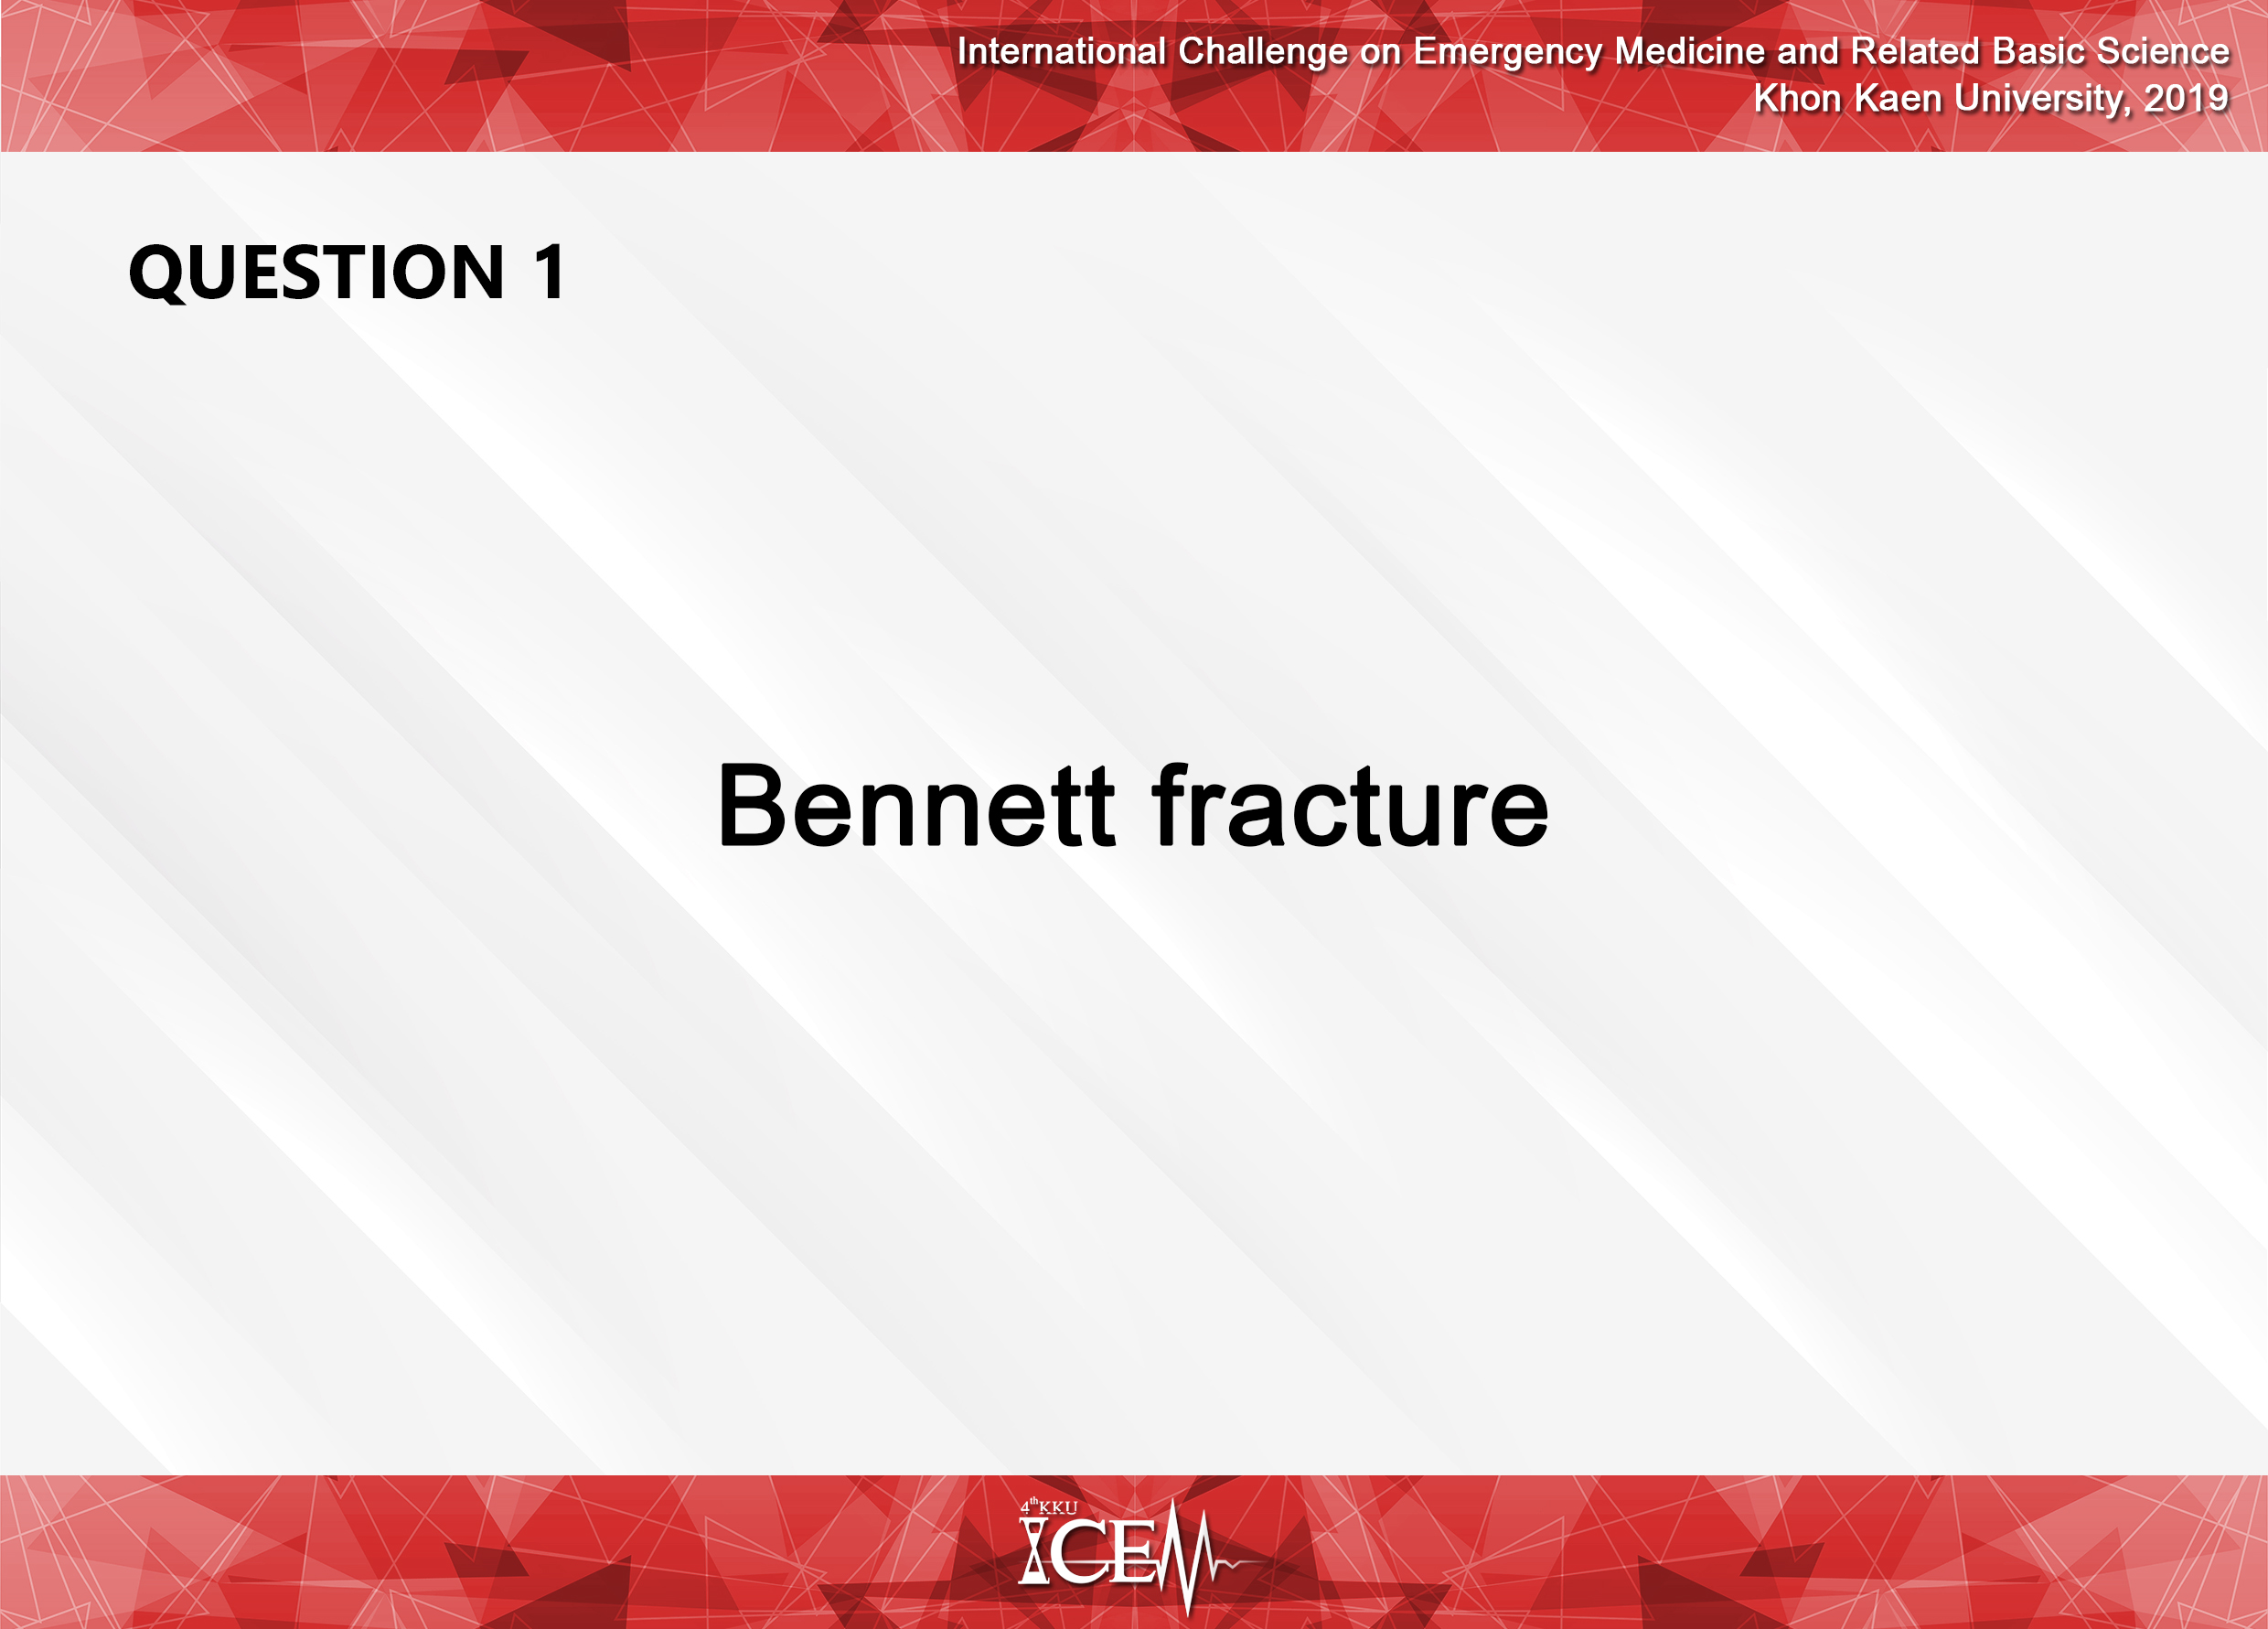 International Challenge on Emergency Medicine and Related Basic Science
Khon Kaen University, 2019
QUESTION 1
Bennett fracture
4th KKU
ICEM